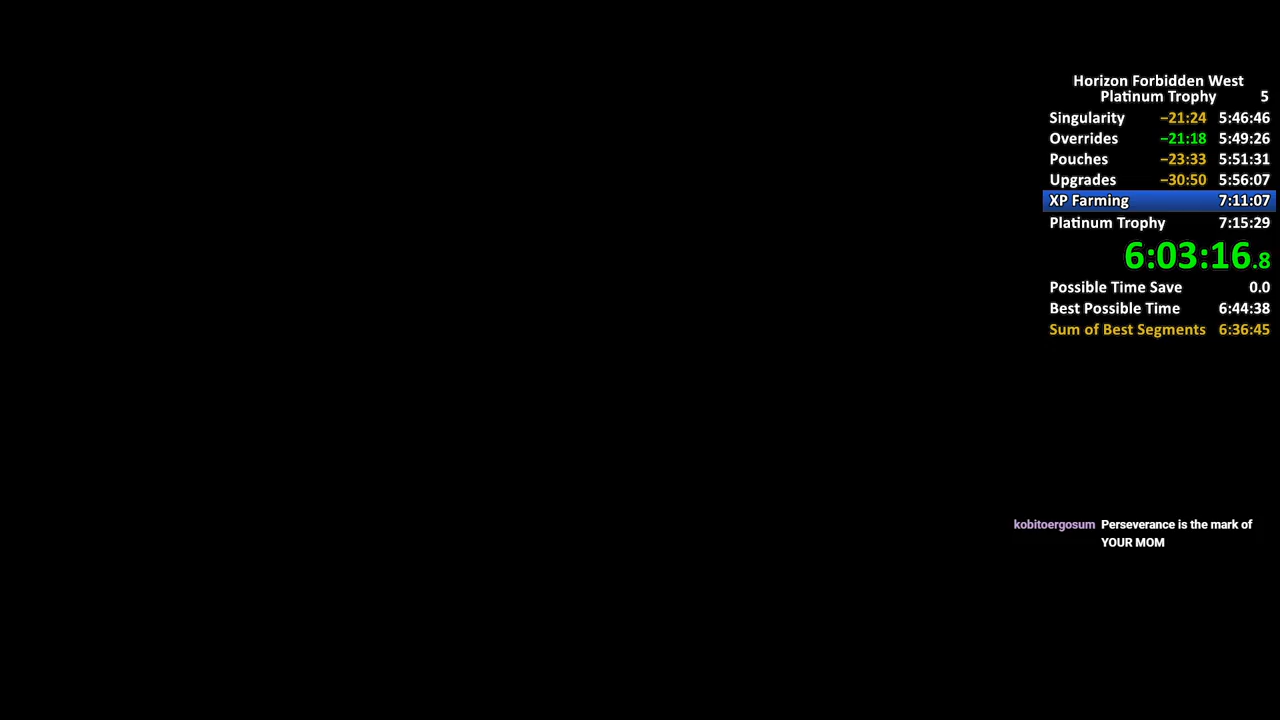 Horizon Forbidden West
Platinum Trophy 5
Singularity −21:24 5:46:46
Overrides −21:18 5:49:26
Pouches −23:33 5:51:31
Upgrades −30:50 5:56:07
XP Farming 7:11:07
Platinum Trophy 7:15:29
6:03:16.8
Possible Time Save 0.0
Best Possible Time 6:44:38
Sum of Best Segments 6:36:45
kobitoergosum Perseverance is the mark of
YOUR MOM